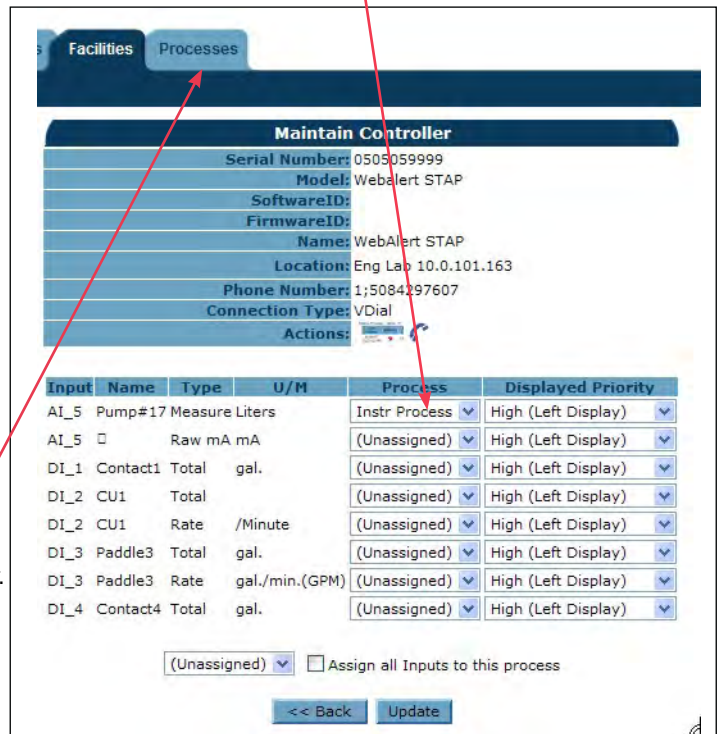 s Facilities Processes
Maintain Controller
Serial Number: 0505059999
Model: Webalert STAP
SoftwareID:
FirmwareID:
Name: WebAlert STAP
Location: Eng Lab 10.0.101.163
Phone Number: 1;5084297607
Connection Type: VDial
Actions:
Input Name Type U/M Process Displayed Priority
AI_5 Pump#17 Measure Liters Instr Process High (Left Display)
AI_5 Raw mA mA (Unassigned) High (Left Display)
DI_1 Contact1 Total gal. (Unassigned) High (Left Display)
DI_2 CU1 Total (Unassigned) High (Left Display)
DI_2 CU1 Rate /Minute (Unassigned) High (Left Display)
DI_3 Paddle3 Total gal. (Unassigned) High (Left Display)
DI_3 Paddle3 Rate gal./min.(GPM) (Unassigned) High (Left Display)
DI_4 Contact4 Total gal. (Unassigned) High (Left Display)
(Unassigned) Assign all Inputs to this process
<< Back Update